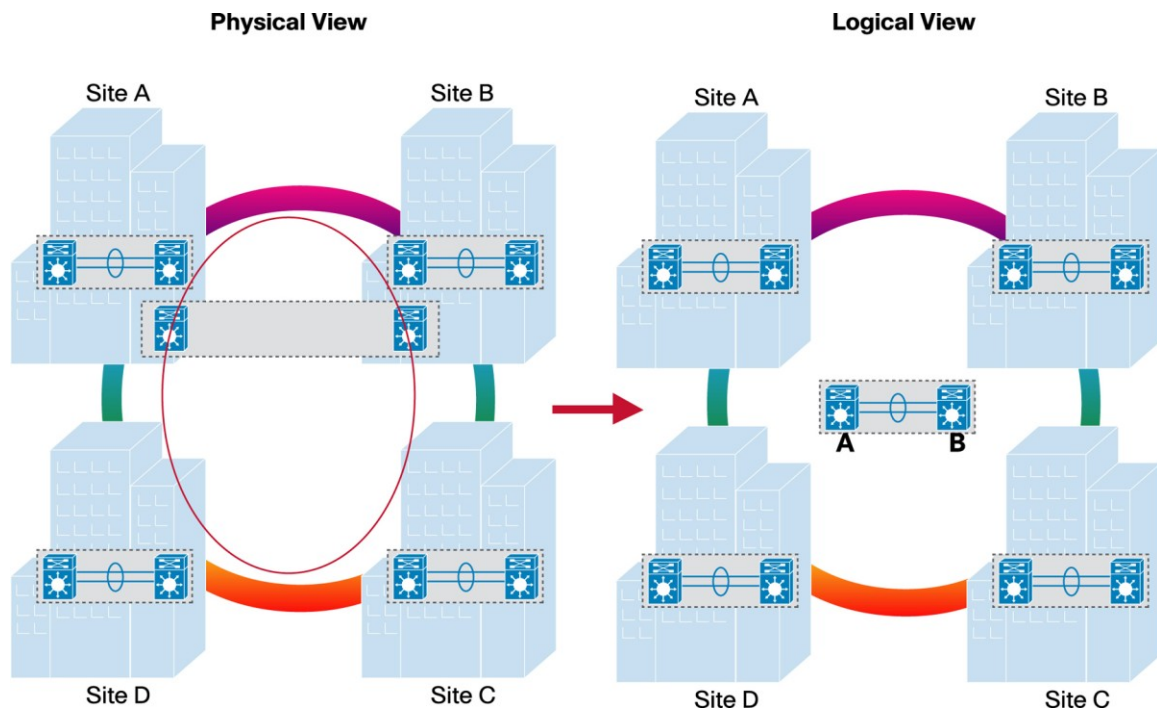 Physical View
Logical View
Site A
Site B
Site A
Site B
A
B
Site D
Site C
Site D
Site C